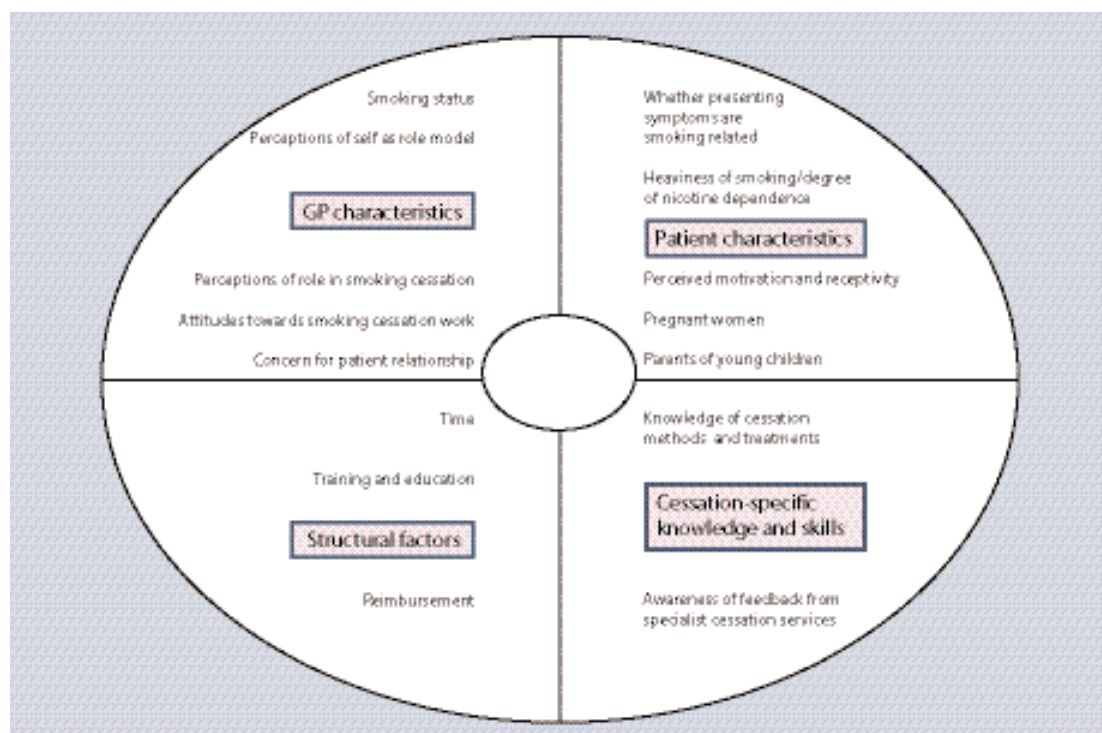 Smoking status
Perceptions of self as role model
GP characteristics
Perceptions of role in smoking cessation
Attitudes towards smoking cessation work
Concern for patient relationship
Whether presenting
symptoms are
smoking related
Heaviness of smoking/degree
of nicotine dependence
Patient characteristics
Perceived motivation and receptivity
Pregnant women
Parents of young children
Time
Training and education
Structural factors
Reimbursement
Knowledge of cessation
methods and treatments
Cessation-specific
knowledge and skills
Awareness of feedback from
specialist cessation services